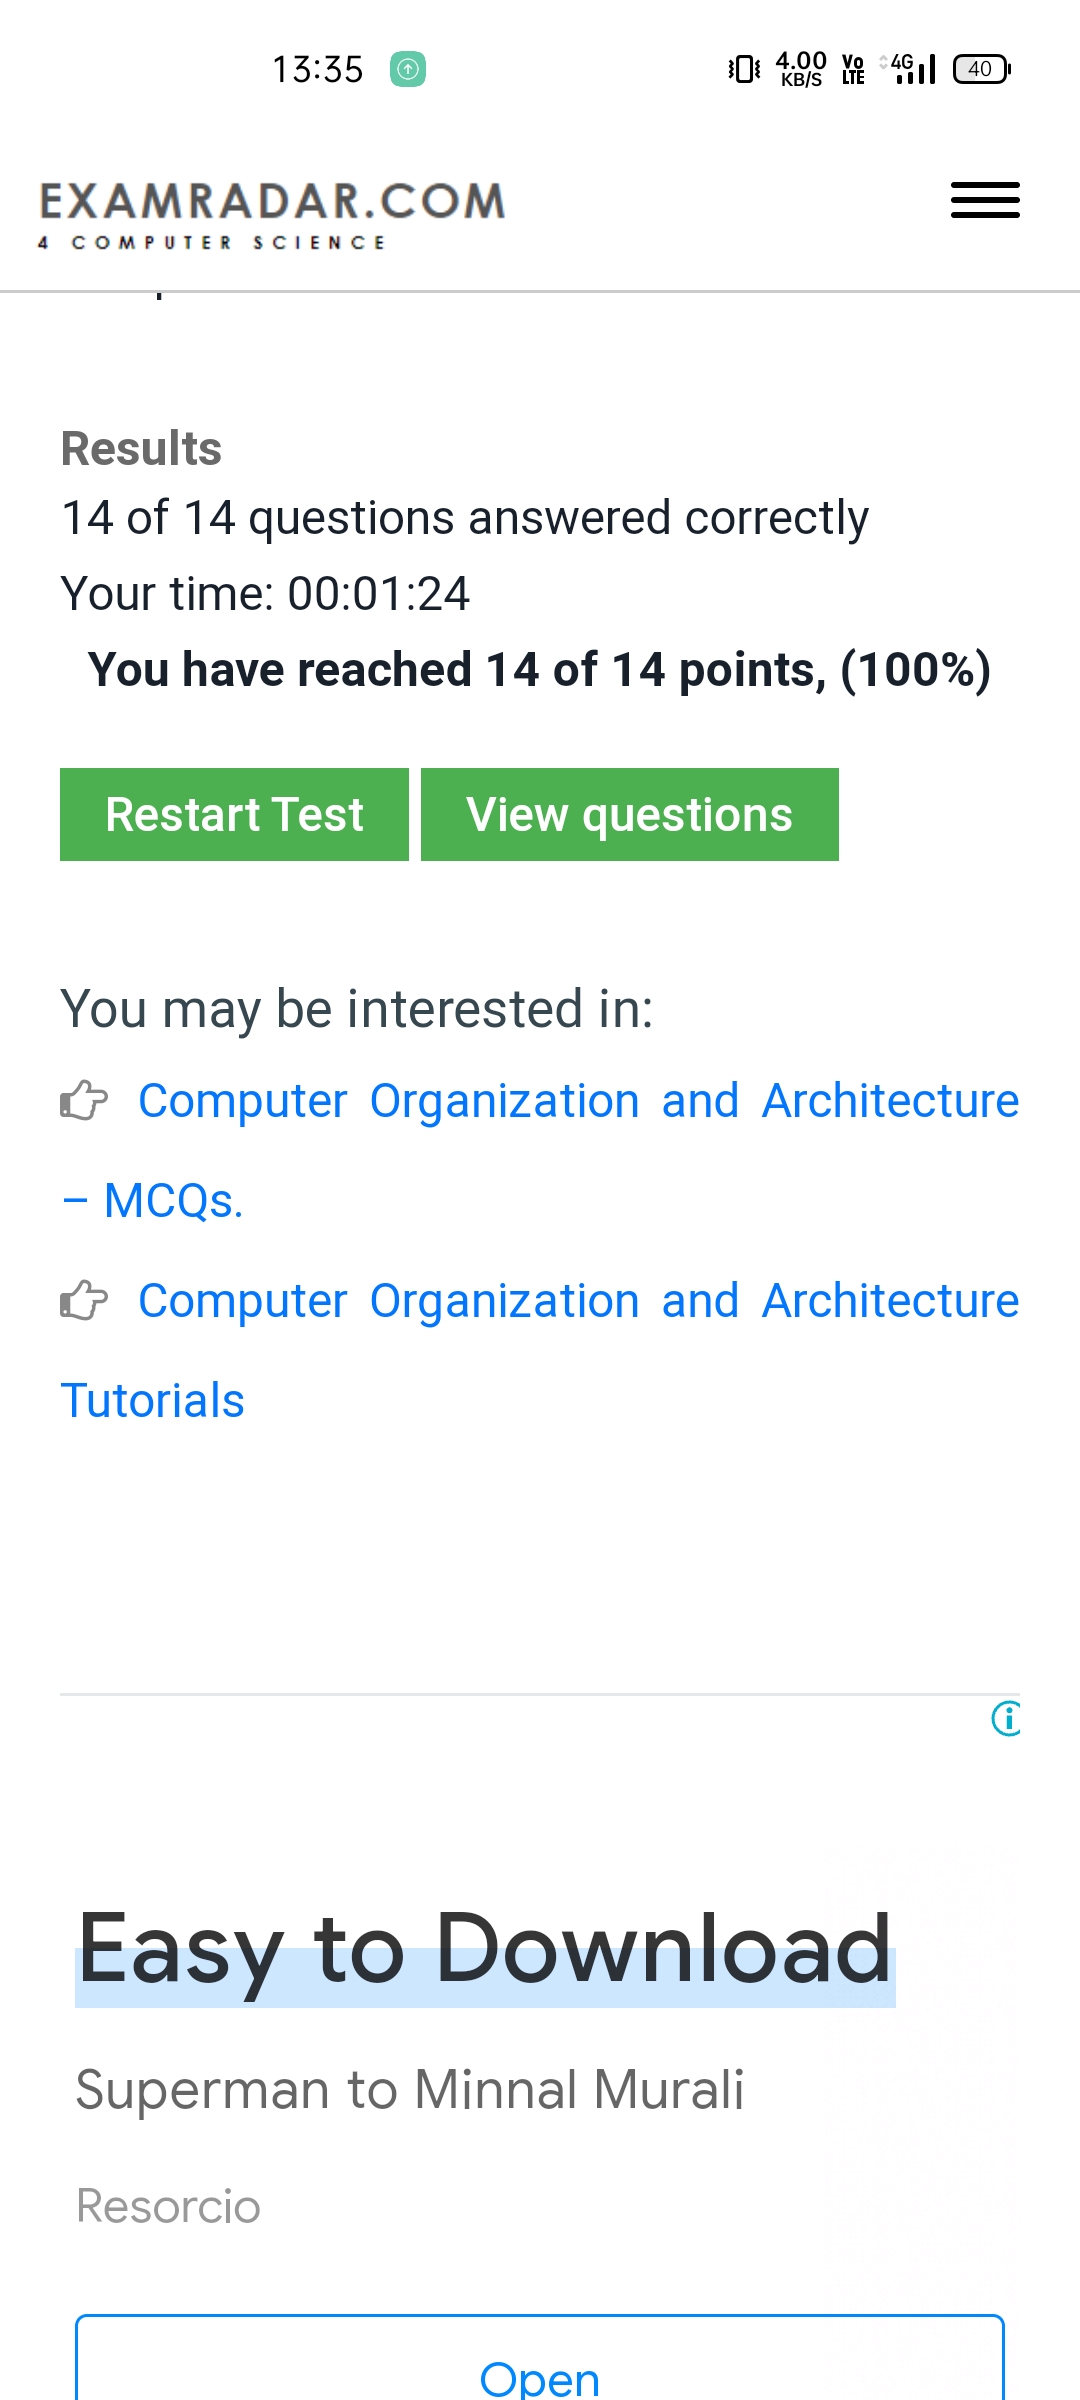 13:35
4.00 KB/S Vo LTE 4G 40
EXAMRADAR.COM
4 COMPUTER SCIENCE
Results
14 of 14 questions answered correctly
Your time: 00:01:24
You have reached 14 of 14 points, (100%)
Restart Test View questions
You may be interested in:
Computer Organization and Architecture
– MCQs.
Computer Organization and Architecture
Tutorials
Easy to Download
Superman to Minnal Murali
Resorcio
Open